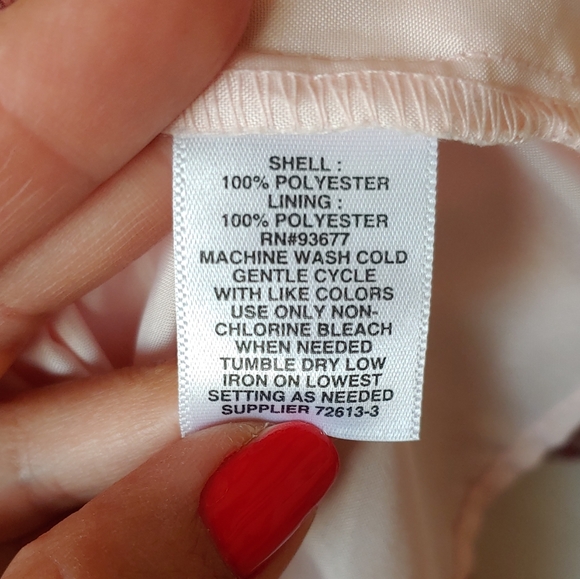 SHELL :
100% POLYESTER
LINING :
100% POLYESTER
RN#93677
MACHINE WASH COLD
GENTLE CYCLE
WITH LIKE COLORS
USE ONLY NON-
CHLORINE BLEACH
WHEN NEEDED
TUMBLE DRY LOW
IRON ON LOWEST
SETTING AS NEEDED
SUPPLIER 72613-3